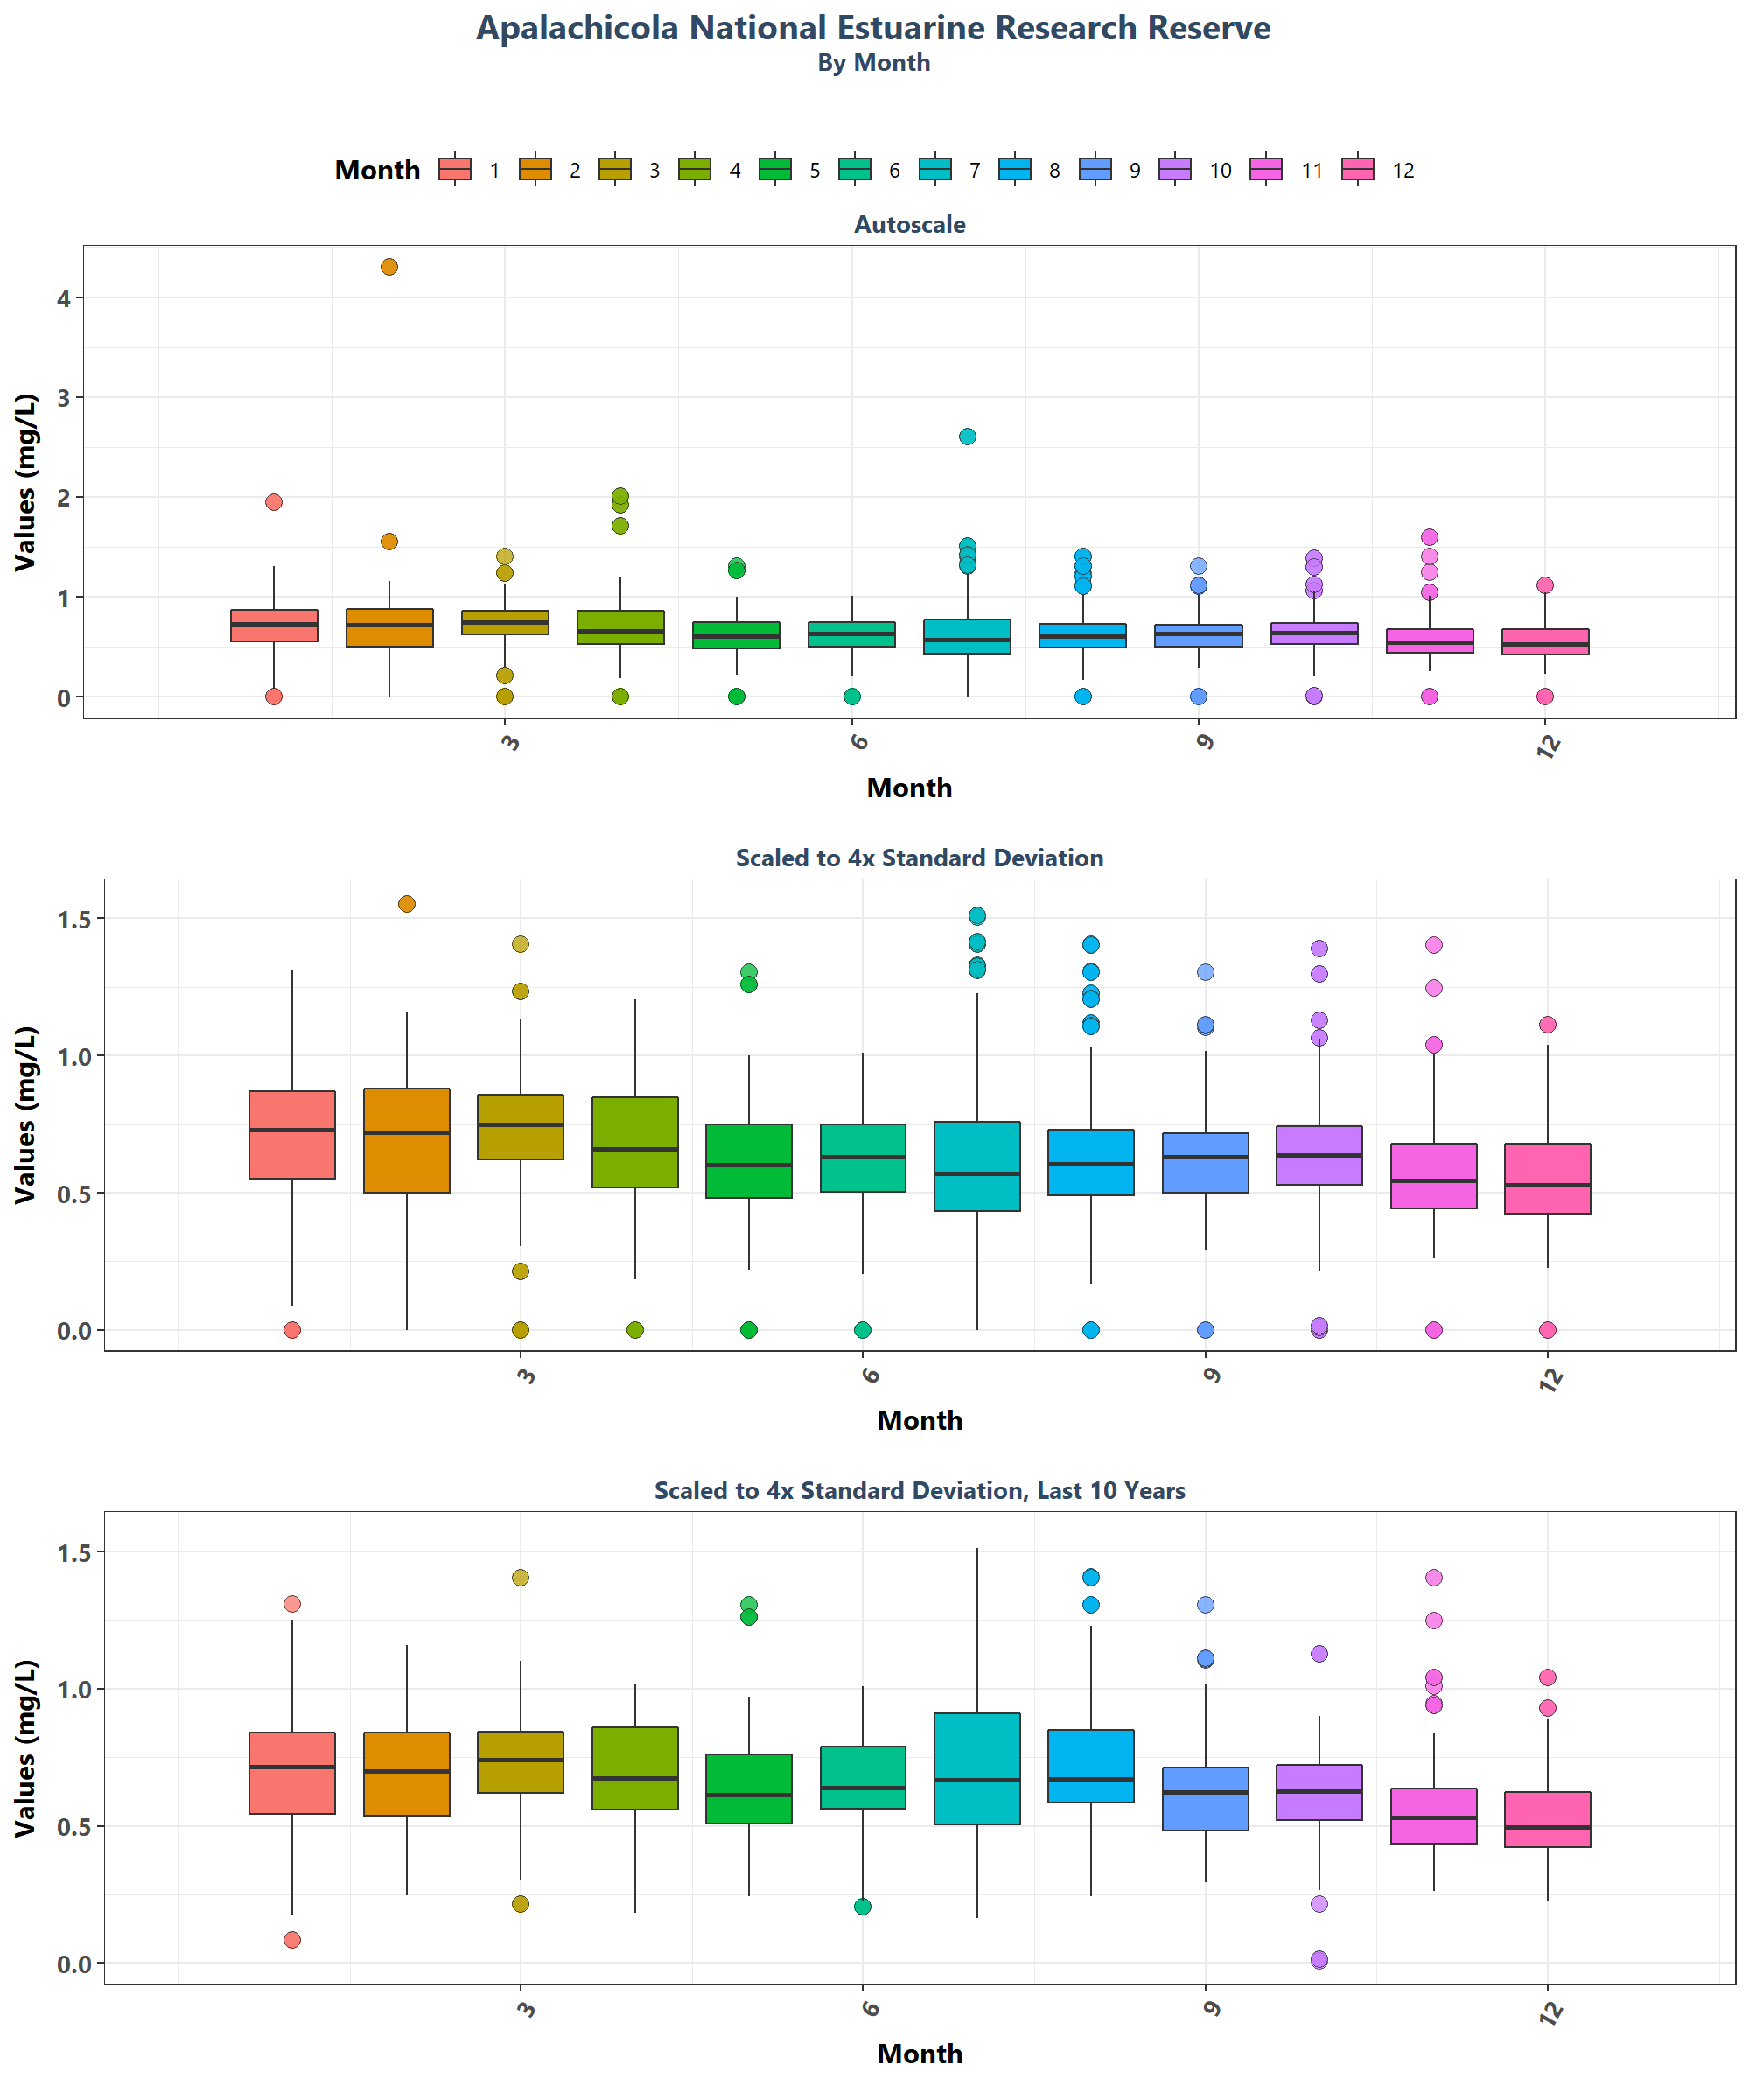 Apalachicola National Estuarine Research Reserve
By Month
Month 1 2 3 4 5 6 7 8 9 10 11 12
Autoscale
Values (mg/L)
4
3
2
1
0
3 6 9 12
Month
Scaled to 4x Standard Deviation
Values (mg/L)
1.5
1.0
0.5
0.0
3 6 9 12
Month
Scaled to 4x Standard Deviation, Last 10 Years
Values (mg/L)
1.5
1.0
0.5
0.0
3 6 9 12
Month